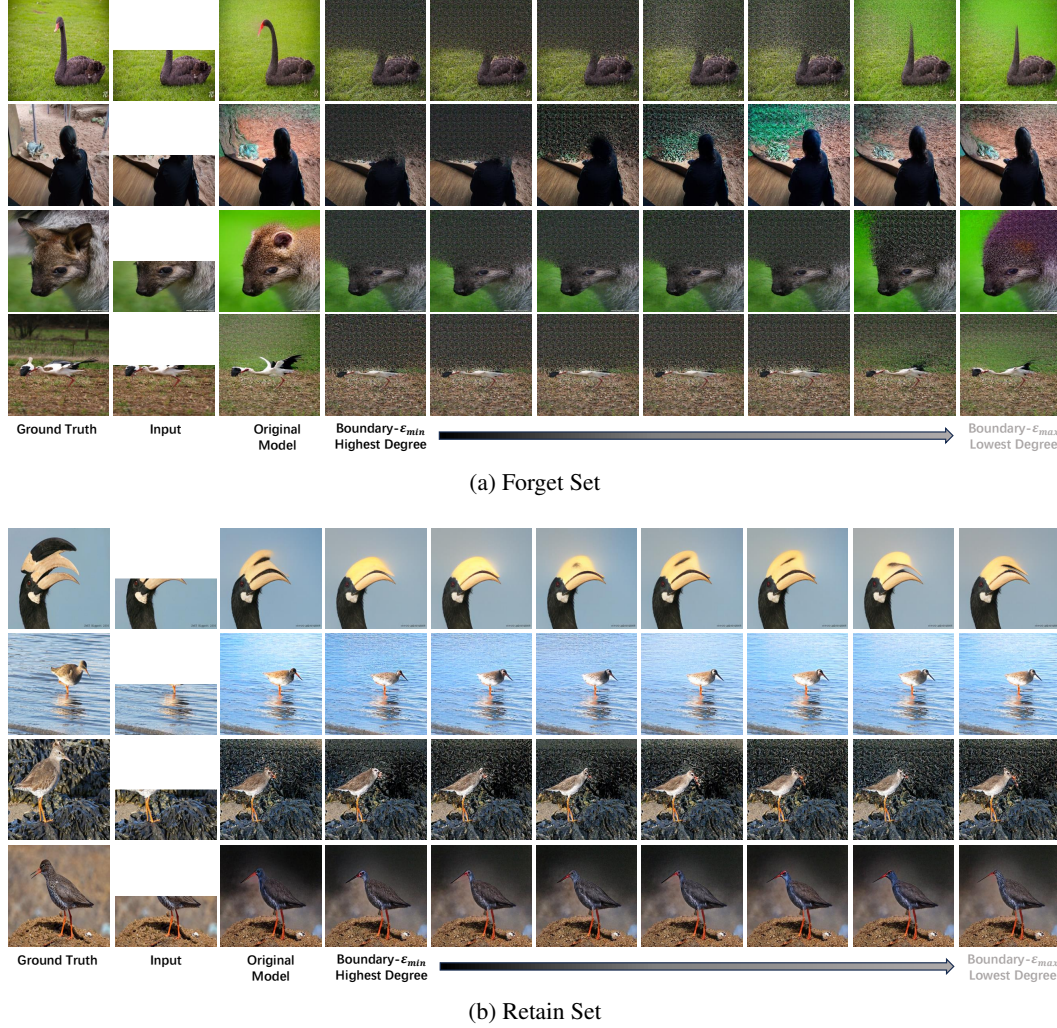 Ground Truth
Input
Original
Model
Boundary-ε_min
Highest Degree
Boundary-ε_max
Lowest Degree
(a) Forget Set
Ground Truth
Input
Original
Model
Boundary-ε_min
Highest Degree
Boundary-ε_max
Lowest Degree
(b) Retain Set